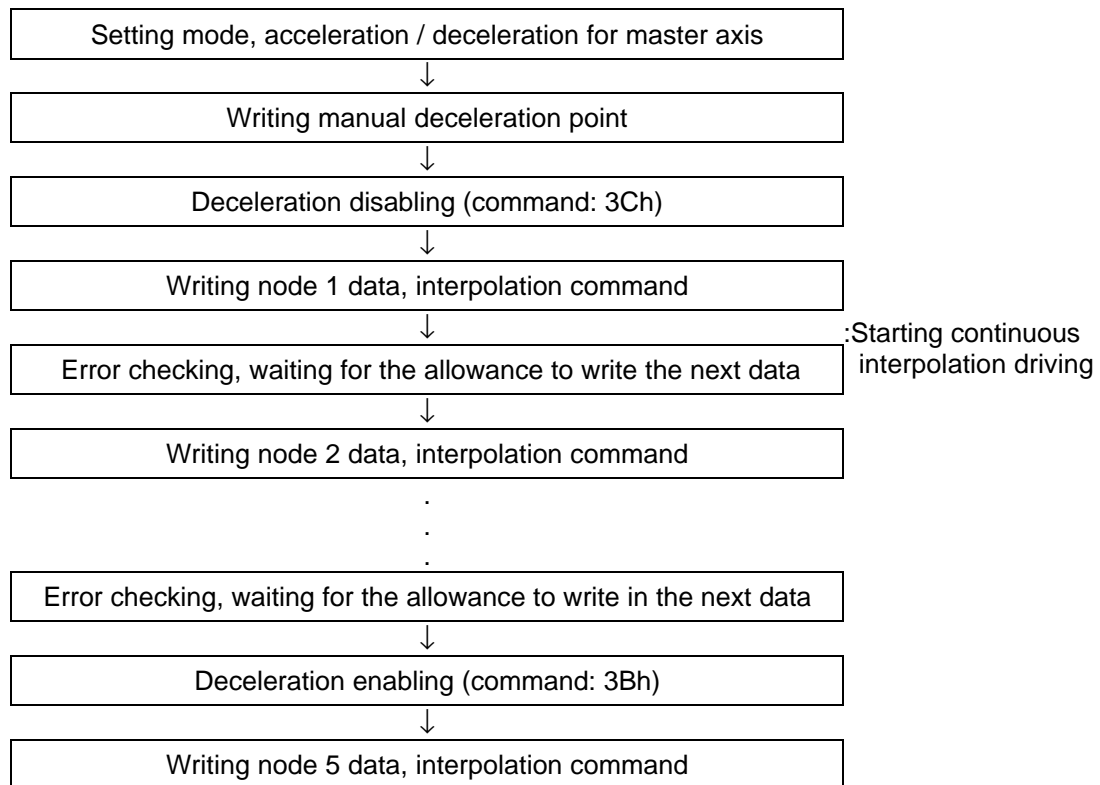 Setting mode, acceleration / deceleration for master axis
↓
Writing manual deceleration point
↓
Deceleration disabling (command: 3Ch)
↓
Writing node 1 data, interpolation command
↓
:Starting continuous
interpolation driving
Error checking, waiting for the allowance to write the next data
↓
Writing node 2 data, interpolation command
.
.
.
Error checking, waiting for the allowance to write in the next data
↓
Deceleration enabling (command: 3Bh)
↓
Writing node 5 data, interpolation command